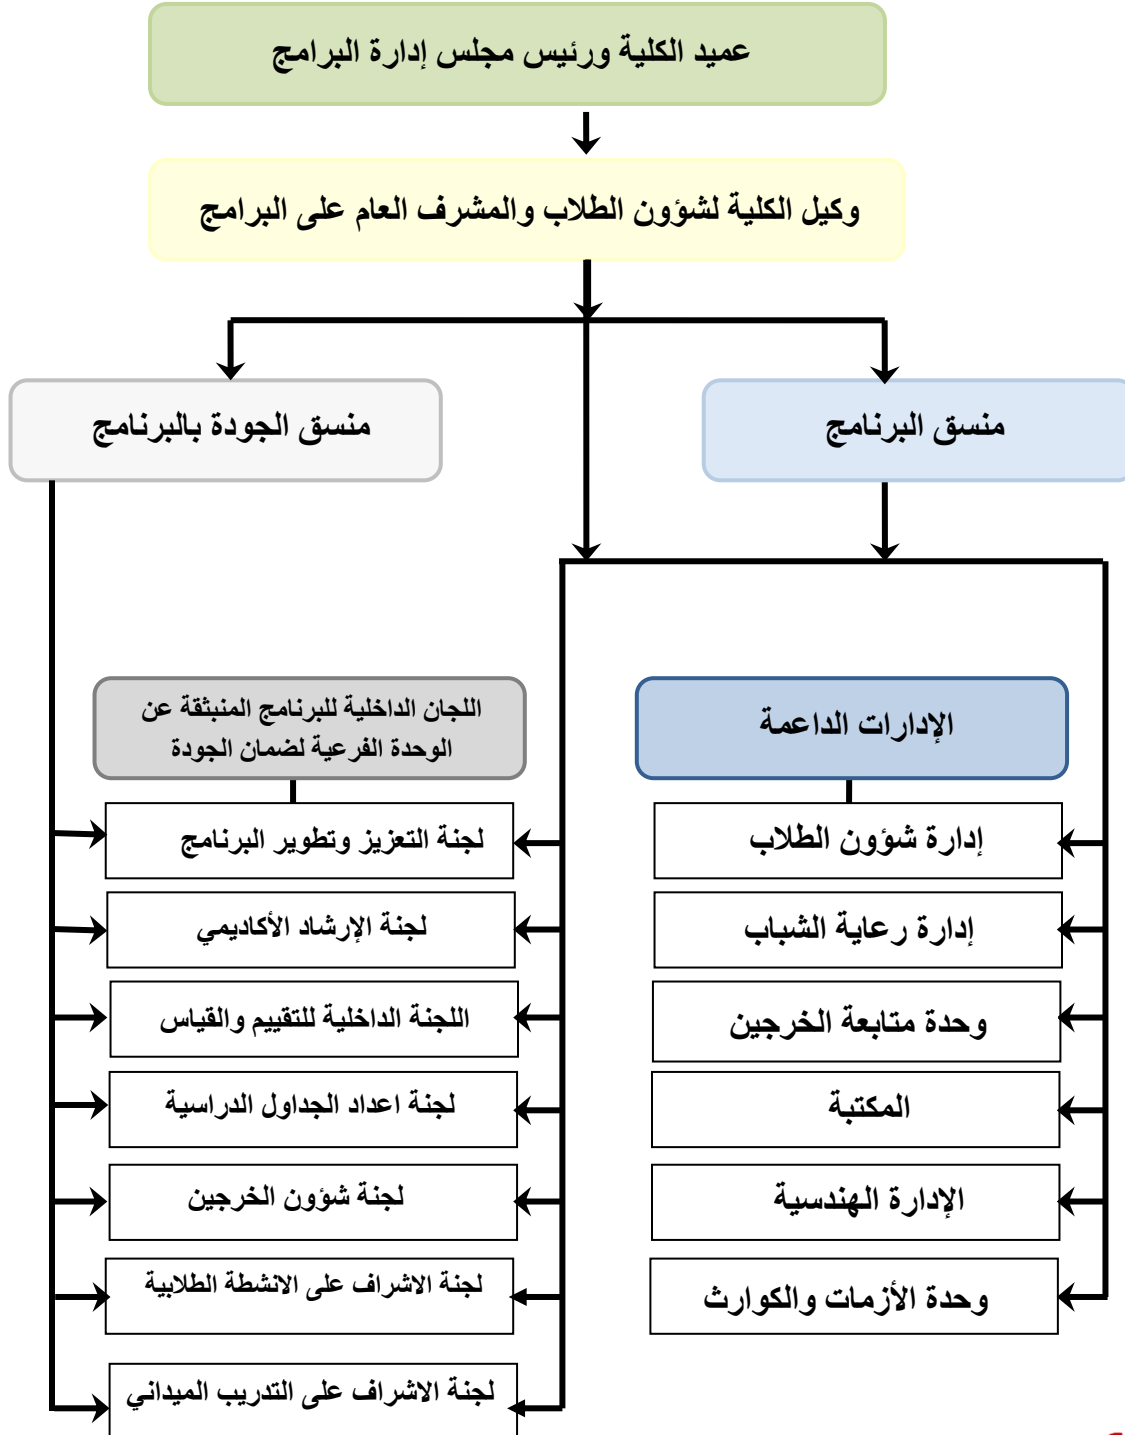 عميد الكلية ورئيس مجلس إدارة البرامج
وكيل الكلية لشؤون الطلاب والمشرف العام على البرامج
منسق البرنامج
منسق الجودة بالبرنامج
الإدارات الداعمة
إدارة شؤون الطلاب
إدارة رعاية الشباب
وحدة متابعة الخرجين
المكتبة
الإدارة الهندسية
وحدة الأزمات والكوارث
اللجان الداخلية للبرنامج المنبثقة عن
الوحدة الفرعية لضمان الجودة
لجنة التعزيز وتطوير البرنامج
لجنة الإرشاد الأكاديمي
اللجنة الداخلية للتقييم والقياس
لجنة اعداد الجداول الدراسية
لجنة شؤون الخرجين
لجنة الاشراف على الانشطة الطلابية
لجنة الاشراف على التدريب الميداني